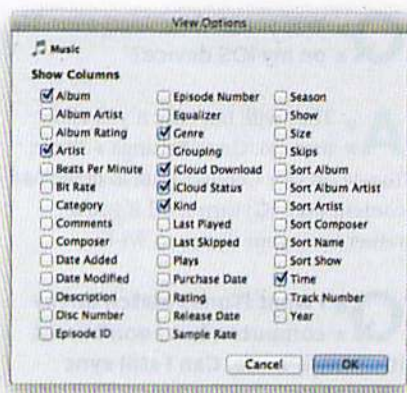 View Options
Music
Show Columns
Album
Album Artist
Album Rating
Artist
Beats Per Minute
Bit Rate
Category
Comments
Composer
Date Added
Date Modified
Description
Disc Number
Episode ID
Episode Number
Equalizer
Genre
Grouping
iCloud Download
iCloud Status
Kind
Last Played
Last Skipped
Plays
Purchase Date
Rating
Release Date
Sample Rate
Season
Show
Size
Skips
Sort Album
Sort Album Artist
Sort Artist
Sort Composer
Sort Name
Sort Show
Time
Track Number
Year
Cancel
OK